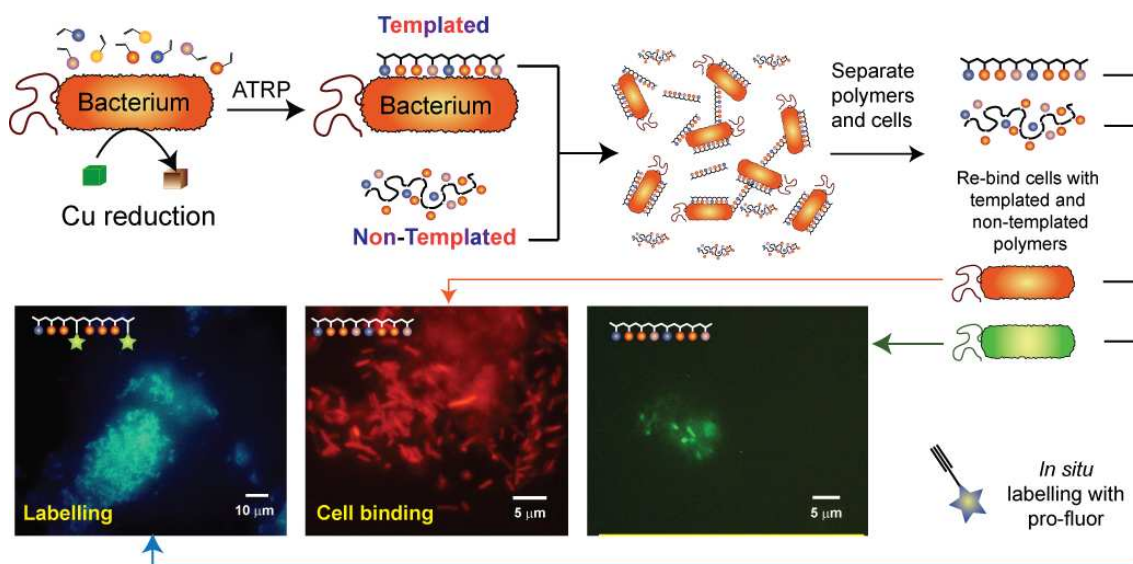 Templated
Bacterium
ATRP
Bacterium
Cu reduction
Non-Templated
Separate
polymers
and cells
Re-bind cells with
templated and
non-templated
polymers
Labelling
10 μm
Cell binding
5 μm
5 μm
In situ
labelling with
pro-fluor